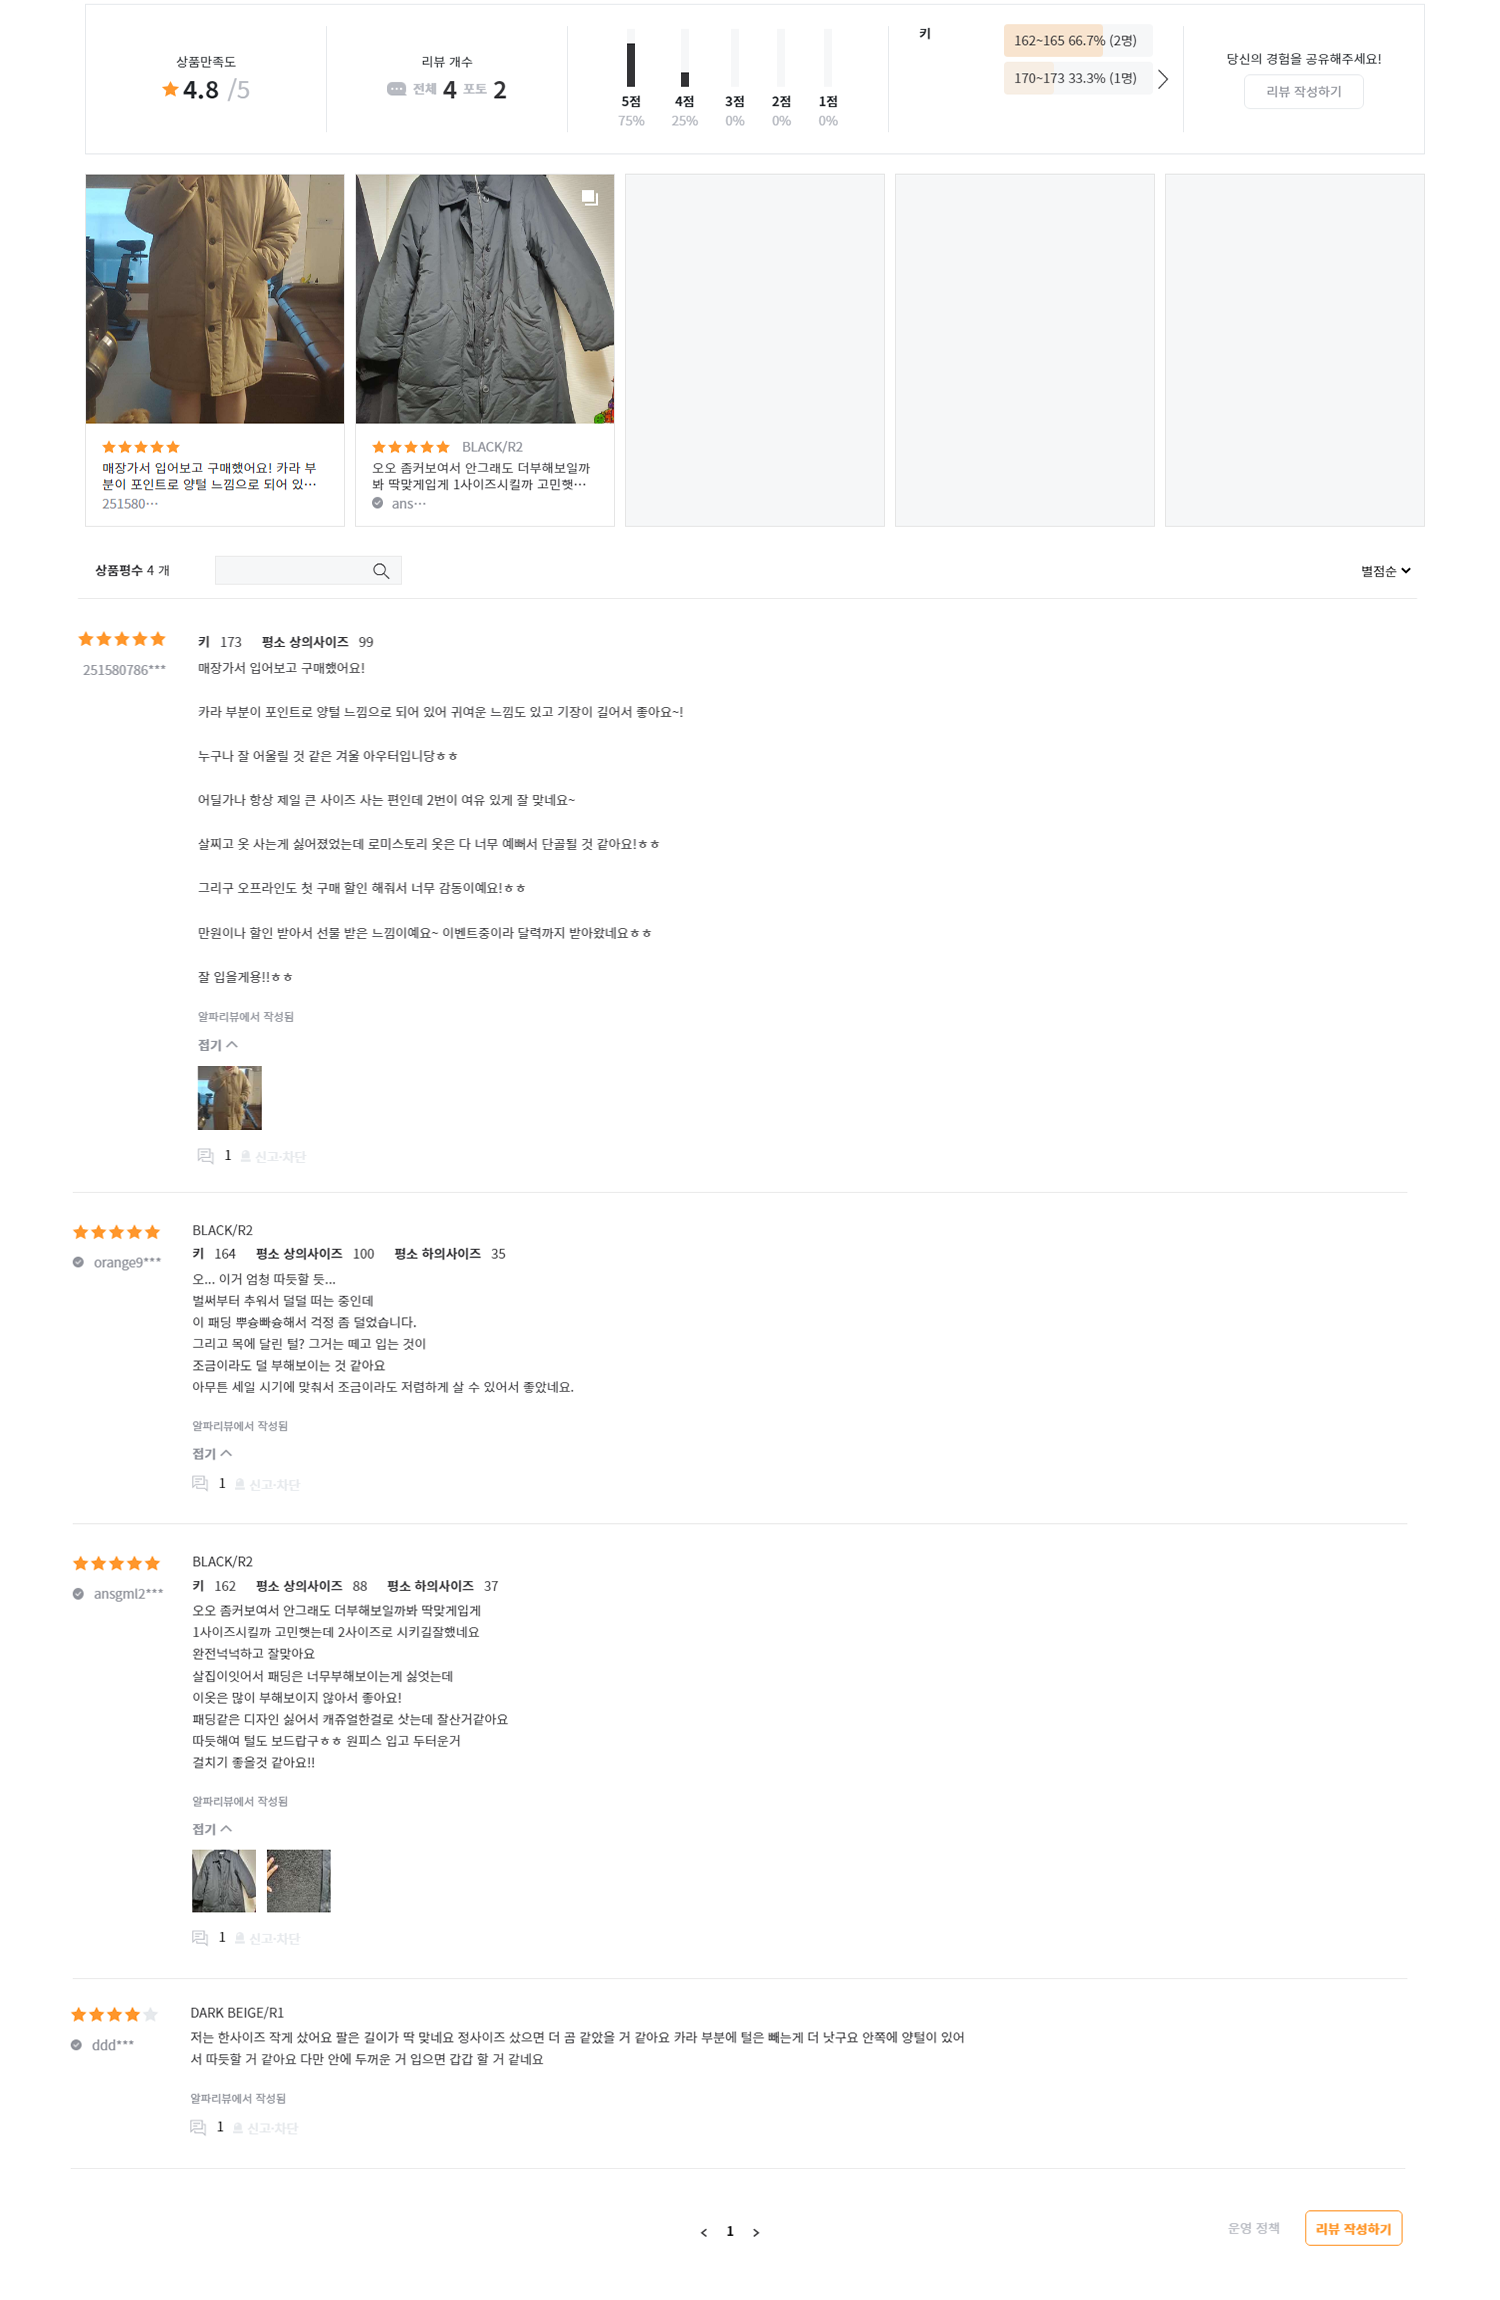 상품만족도
4.8 /5
리뷰 개수
전체 4 포토 2
5점 4점 3점 2점 1점
75% 25% 0% 0% 0%
키
162~165 66.7% (2명)
170~173 33.3% (1명)
당신의 경험을 공유해주세요!
리뷰 작성하기
매장가서 입어보고 구매했어요! 카라 부
분이 포인트로 양털 느낌으로 되어 있…
251580…
BLACK/R2
오오 좀커보여서 안그래도 더부해보일까
봐 딱맞게입게 1사이즈시킬까 고민햇…
ans…
상품평수 4 개
별점순
251580786***
키 173 평소 상의사이즈 99
매장가서 입어보고 구매했어요!
카라 부분이 포인트로 양털 느낌으로 되어 있어 귀여운 느낌도 있고 기장이 길어서 좋아요~!
누구나 잘 어울릴 것 같은 겨울 아우터입니당ㅎㅎ
어딜가나 항상 제일 큰 사이즈 사는 편인데 2번이 여유 있게 잘 맞네요~
살찌고 옷 사는게 싫어졌었는데 로미스토리 옷은 다 너무 예뻐서 단골될 것 같아요!ㅎㅎ
그리구 오프라인도 첫 구매 할인 해줘서 너무 감동이예요!ㅎㅎ
만원이나 할인 받아서 선물 받은 느낌이예요~ 이벤트중이라 달력까지 받아왔네요ㅎㅎ
잘 입을게용!!ㅎㅎ
알파리뷰에서 작성됨
접기
1 신고·차단
orange9***
BLACK/R2
키 164 평소 상의사이즈 100 평소 하의사이즈 35
오... 이거 엄청 따듯할 듯...
벌써부터 추워서 덜덜 떠는 중인데
이 패딩 뿌슝빠슝해서 걱정 좀 덜었습니다.
그리고 목에 달린 털? 그거는 떼고 입는 것이
조금이라도 덜 부해보이는 것 같아요
아무튼 세일 시기에 맞춰서 조금이라도 저렴하게 살 수 있어서 좋았네요.
알파리뷰에서 작성됨
접기
1 신고·차단
ansgml2***
BLACK/R2
키 162 평소 상의사이즈 88 평소 하의사이즈 37
오오 좀커보여서 안그래도 더부해보일까봐 딱맞게입게
1사이즈시킬까 고민햇는데 2사이즈로 시키길잘했네요
완전넉넉하고 잘맞아요
살집이잇어서 패딩은 너무부해보이는게 싫엇는데
이옷은 많이 부해보이지 않아서 좋아요!
패딩같은 디자인 싫어서 캐쥬얼한걸로 삿는데 잘산거같아요
따듯해여 털도 보드랍구ㅎㅎ 원피스 입고 두터운거
걸치기 좋을것 같아요!!
알파리뷰에서 작성됨
접기
1 신고·차단
ddd***
DARK BEIGE/R1
저는 한사이즈 작게 샀어요 팔은 길이가 딱 맞네요 정사이즈 샀으면 더 곰 같았을 거 같아요 카라 부분에 털은 빼는게 더 낫구요 안쪽에 양털이 있어
서 따듯할 거 같아요 다만 안에 두꺼운 거 입으면 갑갑 할 거 같네요
알파리뷰에서 작성됨
1 신고·차단
< 1 >
운영 정책
리뷰 작성하기